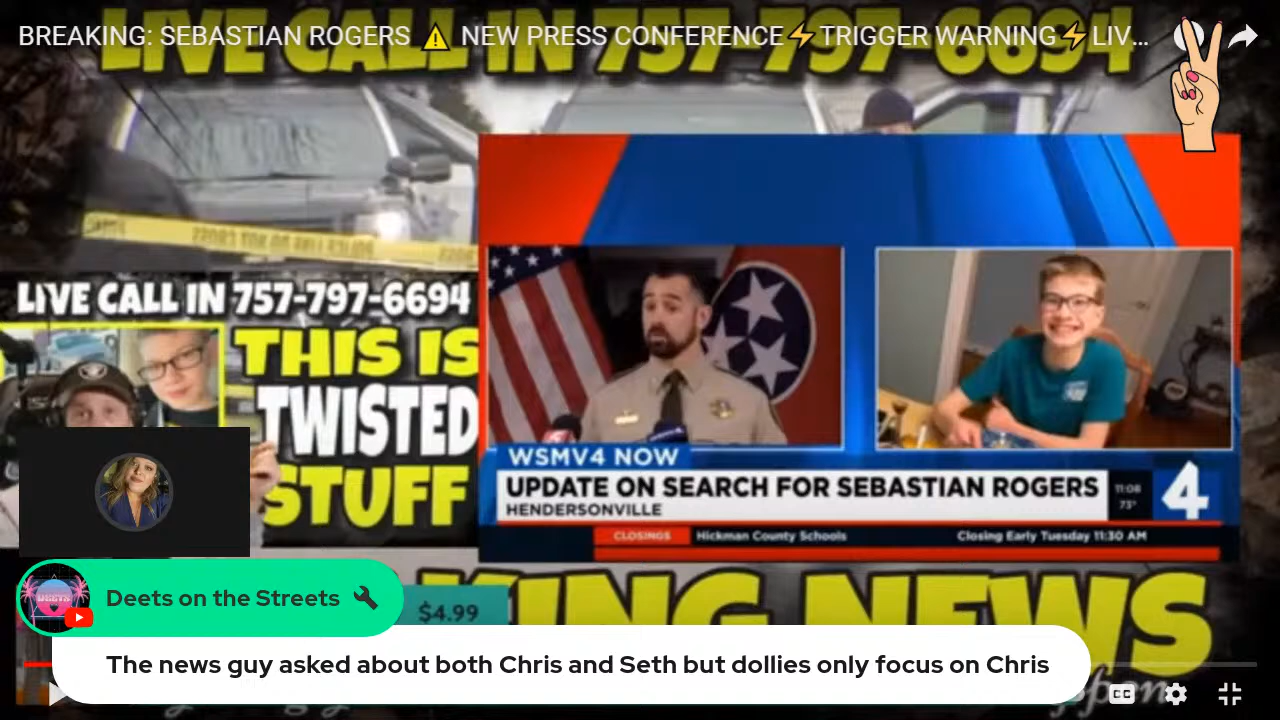 LIVE CALL IN 757-797-6694
BREAKING: SEBASTIAN ROGERS ⚠️ NEW PRESS CONFERENCE⚡TRIGGER WARNING⚡LIV…
LIVE CALL IN 757-797-6694
THIS IS
TWISTED
STUFF
WSMV4 NOW
UPDATE ON SEARCH FOR SEBASTIAN ROGERS
HENDERSONVILLE
11:08
73°
4
CLOSINGS Hickman County Schools Closing Early Tuesday 11:30 AM
DEETS
Deets on the Streets
$4.99
KING NEWS
The news guy asked about both Chris and Seth but dollies only focus on Chris
CC